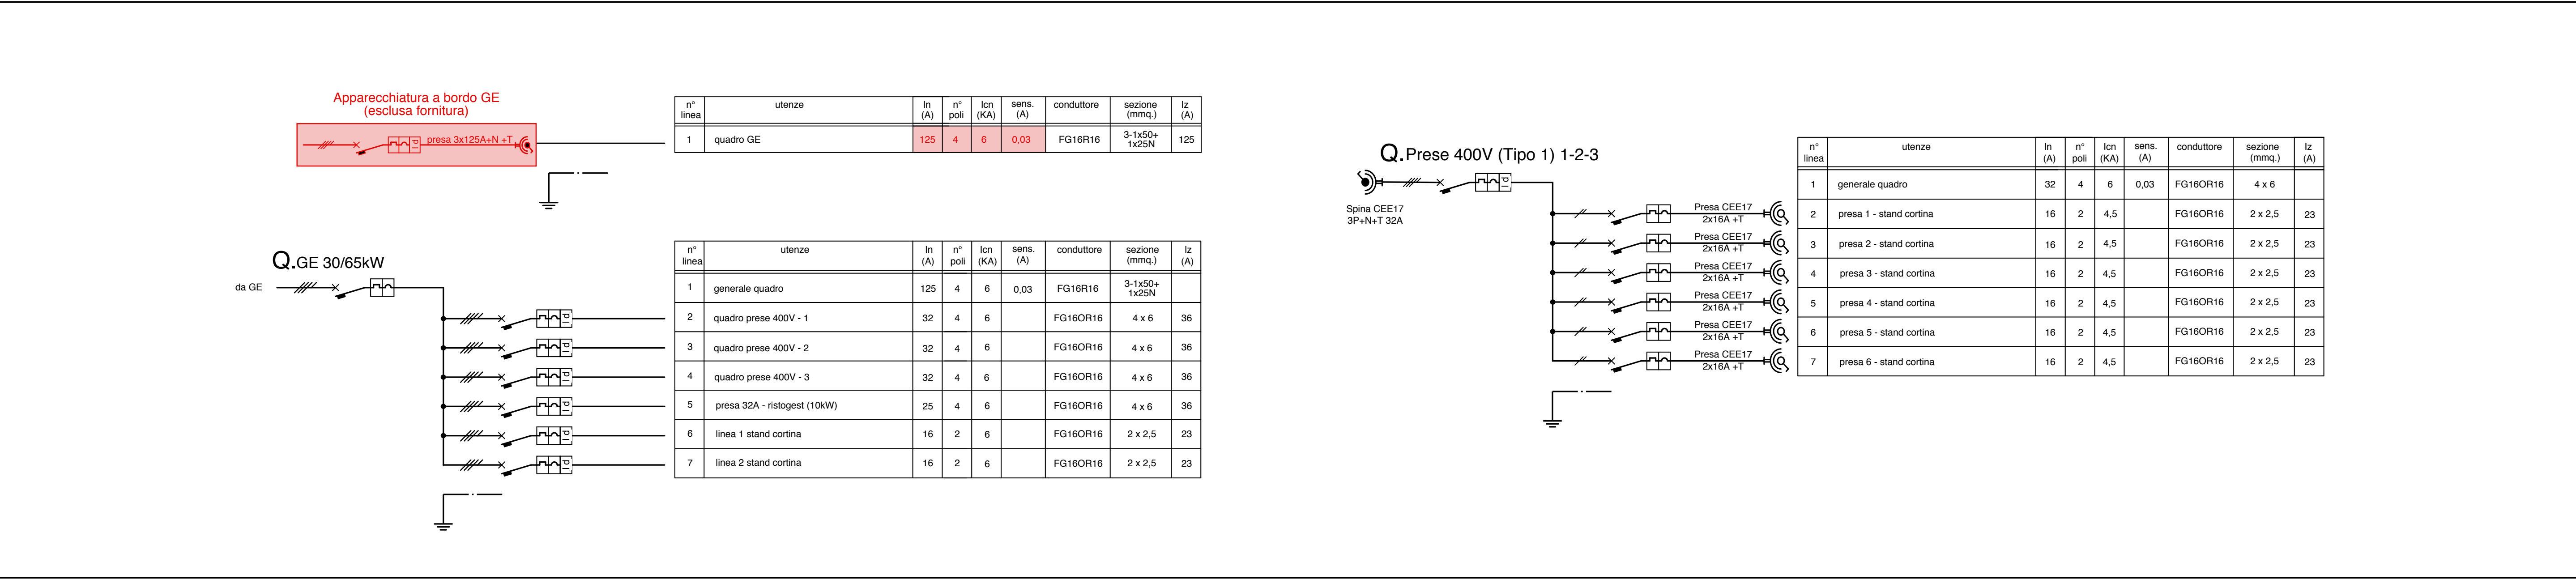 Apparecchiatura a bordo GE
(esclusa fornitura)
presa 3x125A+N +T
Id
n° linea utenze In (A) n° poli Icn (KA) sens. (A) conduttore sezione (mmq.) Iz (A)
1 quadro GE 125 4 6 0,03 FG16R16 3-1x50+ 1x25N 125
Q.GE 30/65kW
da GE
Id
Id
Id
Id
Id
Id
n° linea utenze In (A) n° poli Icn (KA) sens. (A) conduttore sezione (mmq.) Iz (A)
1 generale quadro 125 4 6 0,03 FG16R16 3-1x50+ 1x25N
2 quadro prese 400V - 1 32 4 6 FG16OR16 4 x 6 36
3 quadro prese 400V - 2 32 4 6 FG16OR16 4 x 6 36
4 quadro prese 400V - 3 32 4 6 FG16OR16 4 x 6 36
5 presa 32A - ristogest (10kW) 25 4 6 FG16OR16 4 x 6 36
6 linea 1 stand cortina 16 2 6 FG16OR16 2 x 2,5 23
7 linea 2 stand cortina 16 2 6 FG16OR16 2 x 2,5 23
Q.Prese 400V (Tipo 1) 1-2-3
Id
Spina CEE17
3P+N+T 32A
Presa CEE17
2x16A +T
Presa CEE17
2x16A +T
Presa CEE17
2x16A +T
Presa CEE17
2x16A +T
Presa CEE17
2x16A +T
Presa CEE17
2x16A +T
n° linea utenze In (A) n° poli Icn (KA) sens. (A) conduttore sezione (mmq.) Iz (A)
1 generale quadro 32 4 6 0,03 FG16OR16 4 x 6
2 presa 1 - stand cortina 16 2 4,5 FG16OR16 2 x 2,5 23
3 presa 2 - stand cortina 16 2 4,5 FG16OR16 2 x 2,5 23
4 presa 3 - stand cortina 16 2 4,5 FG16OR16 2 x 2,5 23
5 presa 4 - stand cortina 16 2 4,5 FG16OR16 2 x 2,5 23
6 presa 5 - stand cortina 16 2 4,5 FG16OR16 2 x 2,5 23
7 presa 6 - stand cortina 16 2 4,5 FG16OR16 2 x 2,5 23